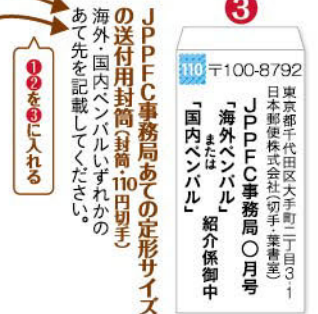 ❸
110
〒100-8792
東京都千代田区大手町二丁目3-1
日本郵便株式会社(切手・葉書室)
JPPFC事務局 〇月号
「海外ペンパル」
または
「国内ペンパル」
紹介係御中
JPPFC事務局あての定形サイズ
の送付用封筒(封筒・110円切手)
海外・国内ペンパルいずれかの
あて先を記載してください。
❶❷を❸に入れる